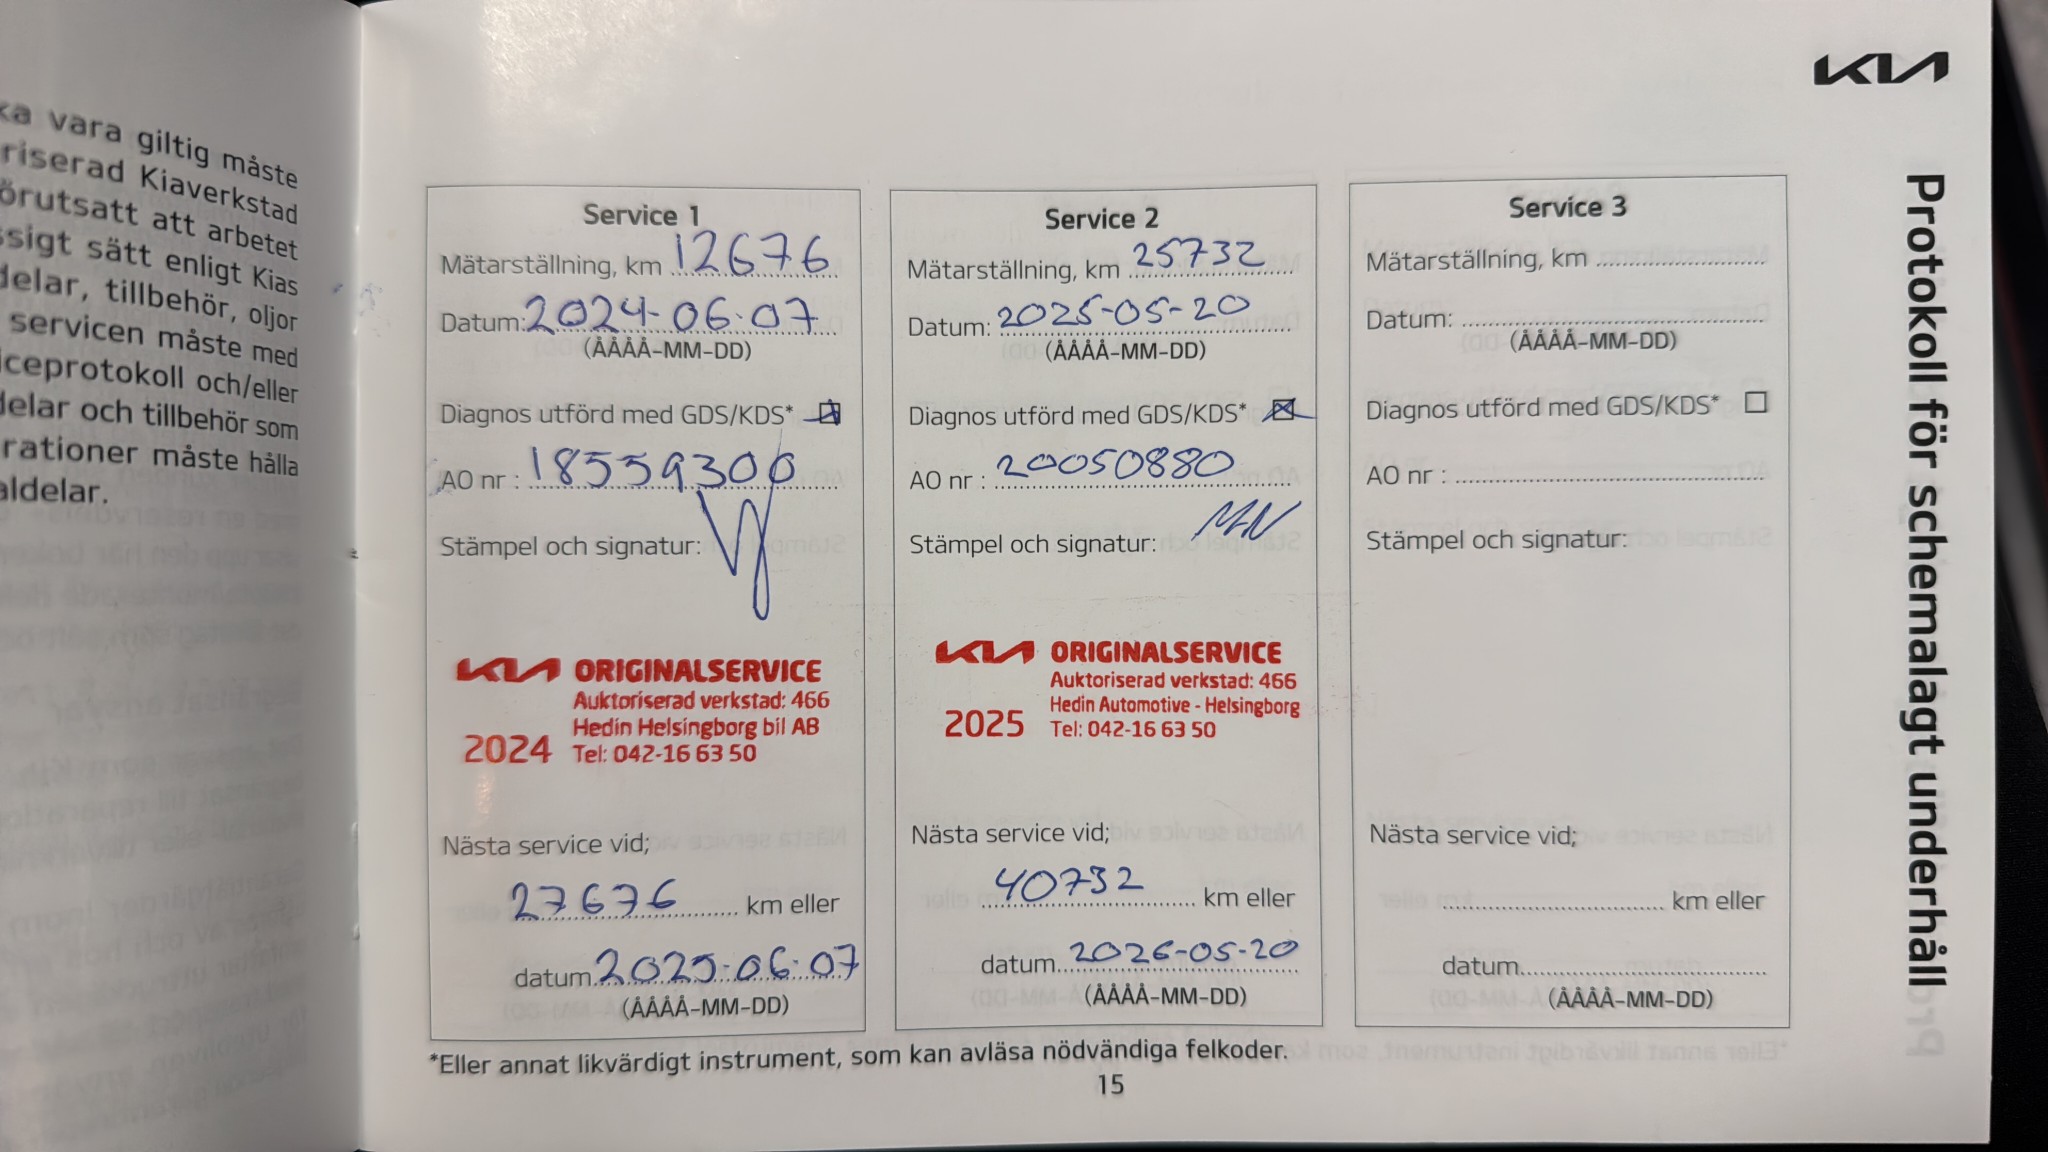 ka vara giltig måste
riserad Kiaverkstad
örutsatt att arbetet
ssigt sätt enligt Kias
delar, tillbehör, oljor
servicen måste med
iceprotokoll och/eller
delar och tillbehör som
rationer måste hålla
aldelar.
KIA
Protokoll för schemalagt underhåll
Service 1
Mätarställning, km 12676
Datum: 2024-06-07
(ÅÅÅÅ-MM-DD)
Diagnos utförd med GDS/KDS*
AO nr : 18559306
Stämpel och signatur:
KIA ORIGINALSERVICE
Auktoriserad verkstad: 466
Hedin Helsingborg bil AB
2024 Tel: 042-16 63 50
Nästa service vid;
27676 km eller
datum 2025-06-07
(ÅÅÅÅ-MM-DD)
Service 2
Mätarställning, km 25732
Datum: 2025-05-20
(ÅÅÅÅ-MM-DD)
Diagnos utförd med GDS/KDS*
AO nr : 20050880
Stämpel och signatur:
KIA ORIGINALSERVICE
Auktoriserad verkstad: 466
Hedin Automotive - Helsingborg
2025 Tel: 042-16 63 50
Nästa service vid;
40732 km eller
datum 2026-05-20
(ÅÅÅÅ-MM-DD)
Service 3
Mätarställning, km
Datum:
(ÅÅÅÅ-MM-DD)
Diagnos utförd med GDS/KDS*
AO nr :
Stämpel och signatur:
Nästa service vid;
km eller
datum
(ÅÅÅÅ-MM-DD)
*Eller annat likvärdigt instrument, som kan avläsa nödvändiga felkoder.
15